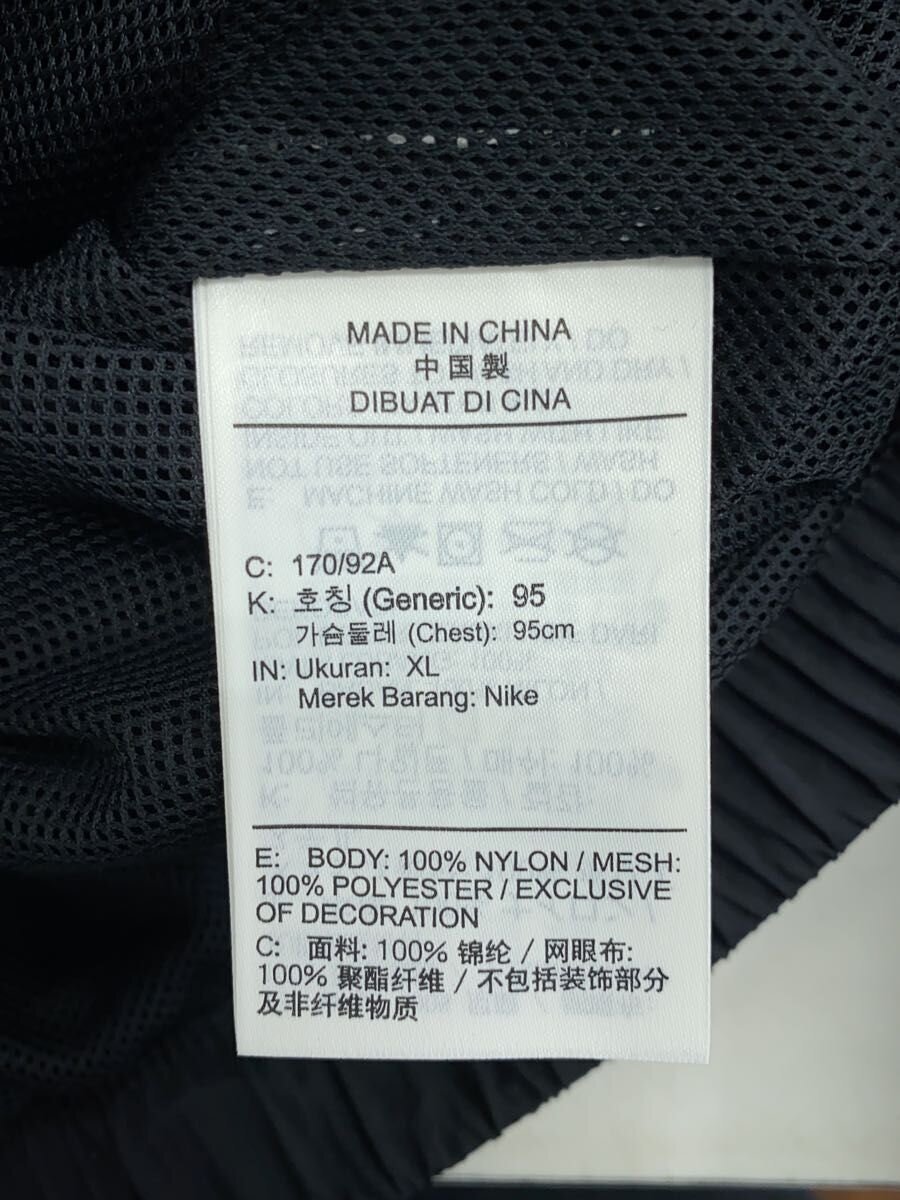 MADE IN CHINA
中国製
DIBUAT DI CINA
C: 170/92A
K: 호칭 (Generic): 95
가슴둘레 (Chest): 95cm
IN: Ukuran: XL
Merek Barang: Nike
E: BODY: 100% NYLON / MESH:
100% POLYESTER / EXCLUSIVE
OF DECORATION
C: 面料: 100% 锦纶 / 网眼布:
100% 聚酯纤维 / 不包括装饰部分
及非纤维物质